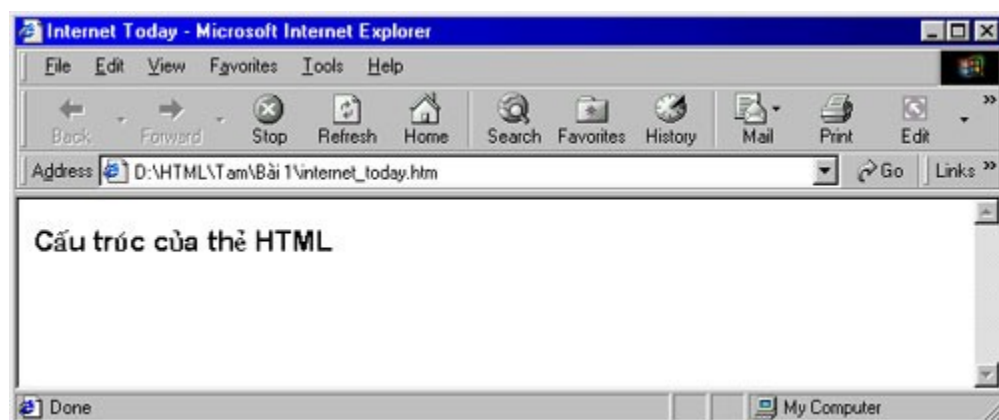 Internet Today - Microsoft Internet Explorer
File Edit View Favorites Tools Help
Back Forward Stop Refresh Home Search Favorites History Mail Print Edit »
Address D:\HTML\Tam\Bài 1\internet_today.htm Go Links »
Cấu trúc của thẻ HTML
Done My Computer